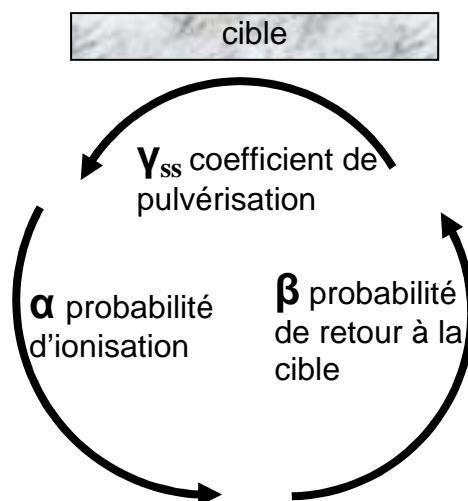 cible
γss coefficient de
pulvérisation
α probabilité
d'ionisation
β probabilité
de retour à la
cible